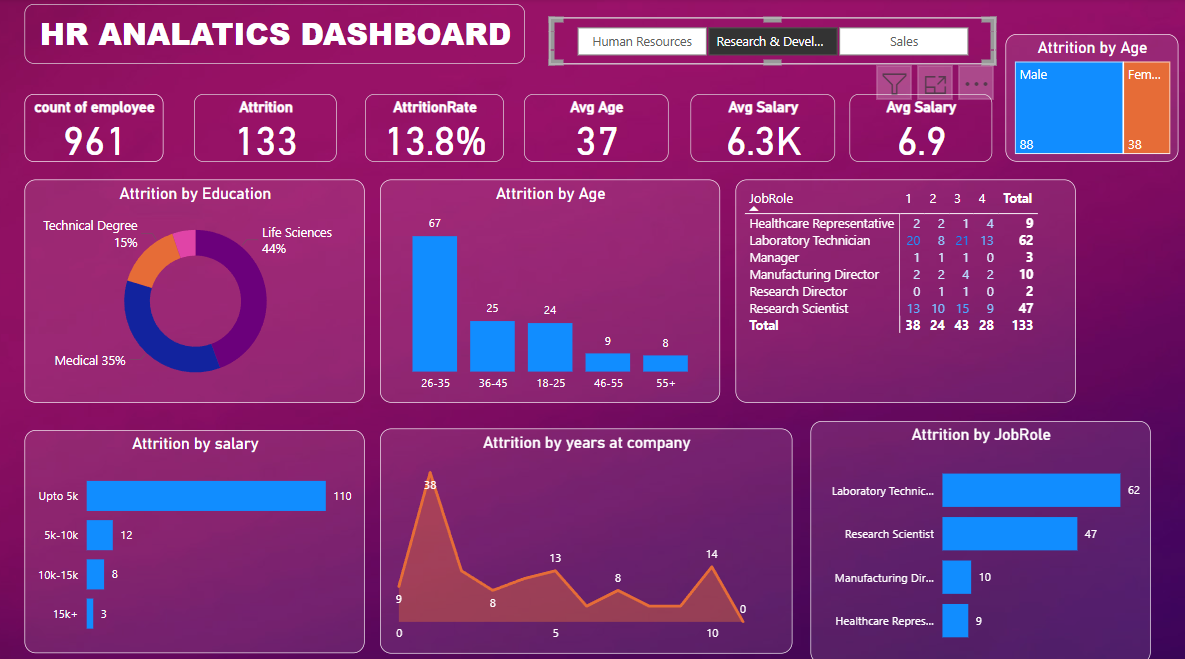 HR ANALATICS DASHBOARD
Human Resources
Research & Devel...
Sales
Attrition by Age
Male
Fem...
88
38
count of employee
961
Attrition
133
AttritionRate
13.8%
Avg Age
37
Avg Salary
6.3K
Avg Salary
6.9
Attrition by Education
Technical Degree
15%
Life Sciences
44%
Medical 35%
Attrition by Age
67
25
24
9
8
26-35 36-45 18-25 46-55 55+
JobRole 1 2 3 4 Total
Healthcare Representative 2 2 1 4 9
Laboratory Technician 20 8 21 13 62
Manager 1 1 1 0 3
Manufacturing Director 2 2 4 2 10
Research Director 0 1 1 0 2
Research Scientist 13 10 15 9 47
Total 38 24 43 28 133
Attrition by salary
Upto 5k 110
5k-10k 12
10k-15k 8
15k+ 3
Attrition by years at company
38
13
14
8
9
8
0
0 5 10
Attrition by JobRole
Laboratory Technic... 62
Research Scientist 47
Manufacturing Dir... 10
Healthcare Repres... 9